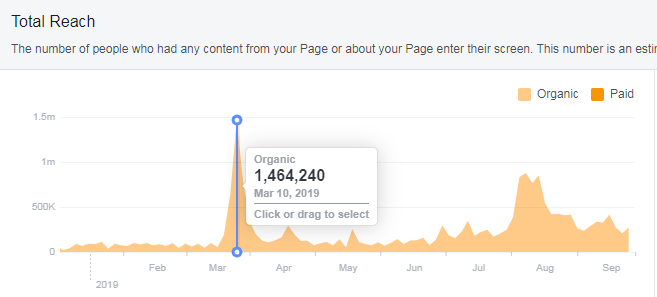 Total Reach
The number of people who had any content from your Page or about your Page enter their screen. This number is an estim
Organic Paid
1.5m
1m
500K
0
Organic
1,464,240
Mar 10, 2019
Click or drag to select
Feb Mar Apr May Jun Jul Aug Sep
2019